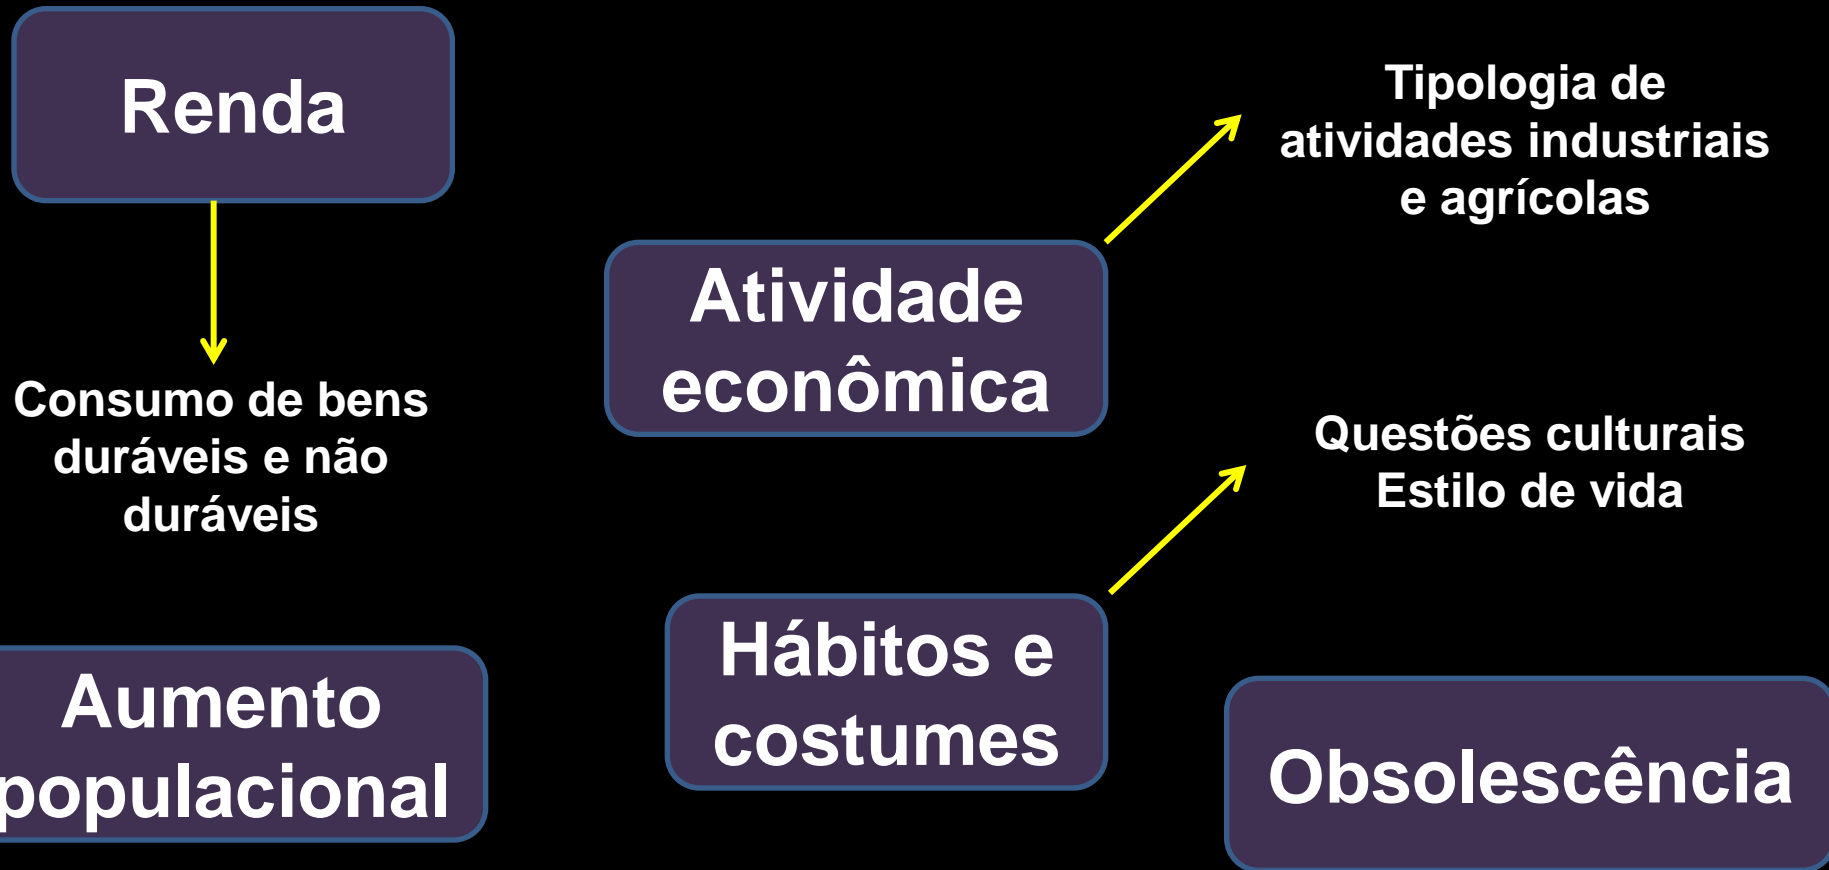 Renda
Consumo de bens
duráveis e não
duráveis
Tipologia de
atividades industriais
e agrícolas
Atividade
econômica
Questões culturais
Estilo de vida
Hábitos e
costumes
Aumento
populacional
Obsolescência